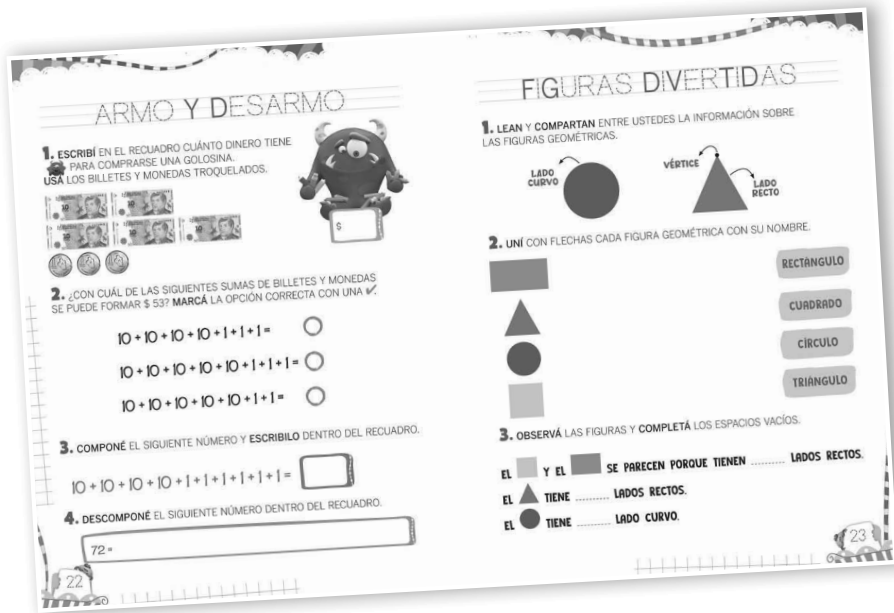 ARMO Y DESARMO
1. ESCRIBÍ EN EL RECUADRO CUÁNTO DINERO TIENE
PARA COMPRARSE UNA GOLOSINA.
USÁ LOS BILLETES Y MONEDAS TROQUELADOS.
10 10
10 10 10
$
2. ¿CON CUÁL DE LAS SIGUIENTES SUMAS DE BILLETES Y MONEDAS
SE PUEDE FORMAR $ 53? MARCÁ LA OPCIÓN CORRECTA CON UNA ✔.
10 + 10 + 10 + 10 + 1 + 1 + 1 =
10 + 10 + 10 + 10 + 10 + 1 + 1 + 1 =
10 + 10 + 10 + 10 + 10 + 1 + 1 =
3. COMPONÉ EL SIGUIENTE NÚMERO Y ESCRIBILO DENTRO DEL RECUADRO.
10 + 10 + 10 + 10 + 1 + 1 + 1 + 1 + 1 + 1 =
4. DESCOMPONÉ EL SIGUIENTE NÚMERO DENTRO DEL RECUADRO.
72 =
22
FIGURAS DIVERTIDAS
1. LEAN Y COMPARTAN ENTRE USTEDES LA INFORMACIÓN SOBRE
LAS FIGURAS GEOMÉTRICAS.
LADO
CURVO
VÉRTICE
LADO
RECTO
2. UNÍ CON FLECHAS CADA FIGURA GEOMÉTRICA CON SU NOMBRE.
RECTÁNGULO
CUADRADO
CÍRCULO
TRIÁNGULO
3. OBSERVÁ LAS FIGURAS Y COMPLETÁ LOS ESPACIOS VACÍOS.
EL Y EL SE PARECEN PORQUE TIENEN ......... LADOS RECTOS.
EL TIENE ......... LADOS RECTOS.
EL TIENE ......... LADO CURVO.
23